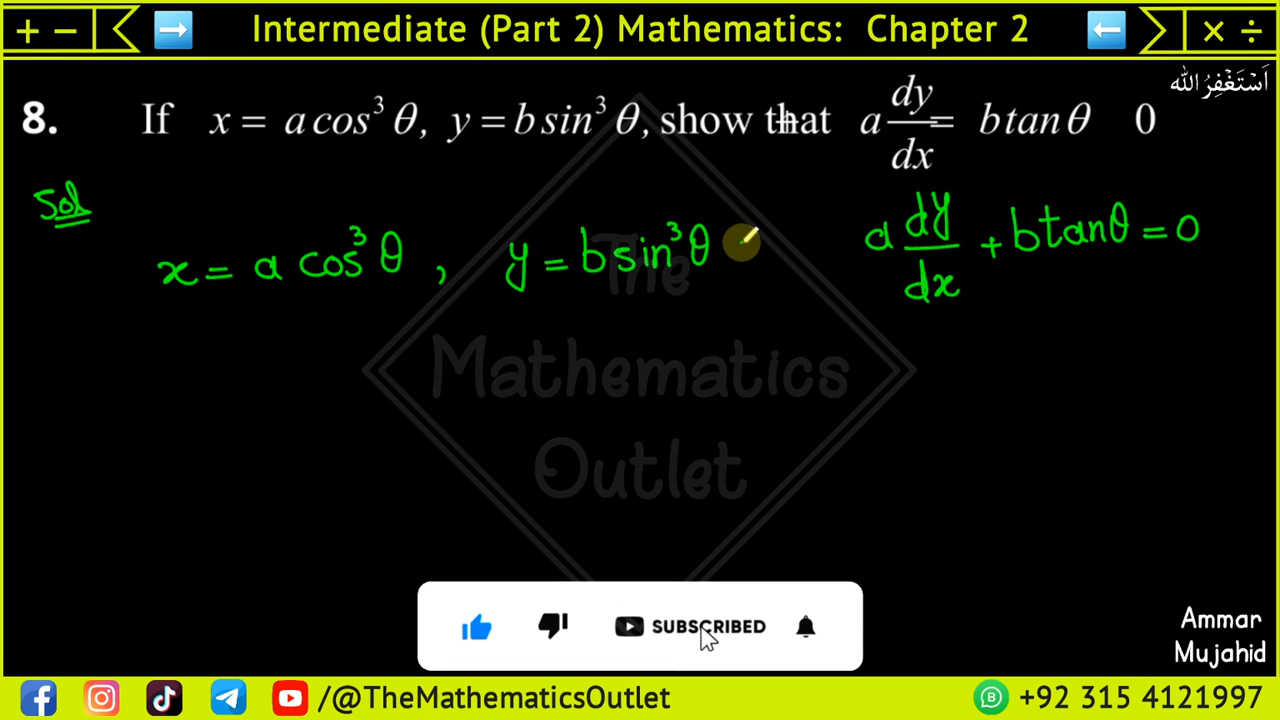 + − Intermediate (Part 2) Mathematics: Chapter 2 × ÷
اَسْتَغْفِرُ اللّٰه
8. If x = a cos³ θ, y = b sin³ θ, show that + a dy/dx = b tan θ 0
Sol
x = a cos³ θ , y = b sin³ θ a dy/dx + b tan θ = 0
The
Mathematics
Outlet
SUBSCRIBED
Ammar
Mujahid
/@TheMathematicsOutlet +92 315 4121997